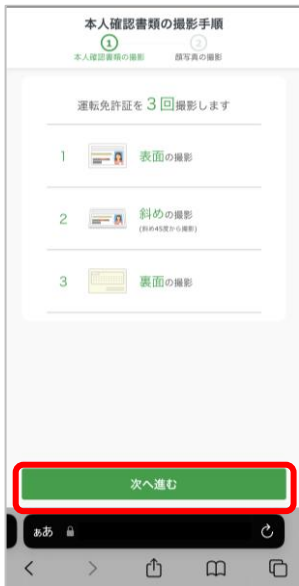 本人確認書類の撮影手順
1 2
本人確認書類の撮影 顔写真の撮影
運転免許証を3回撮影します
1 表面の撮影
2 斜めの撮影
(斜め45度から撮影)
3 裏面の撮影
次へ進む
ぁあ